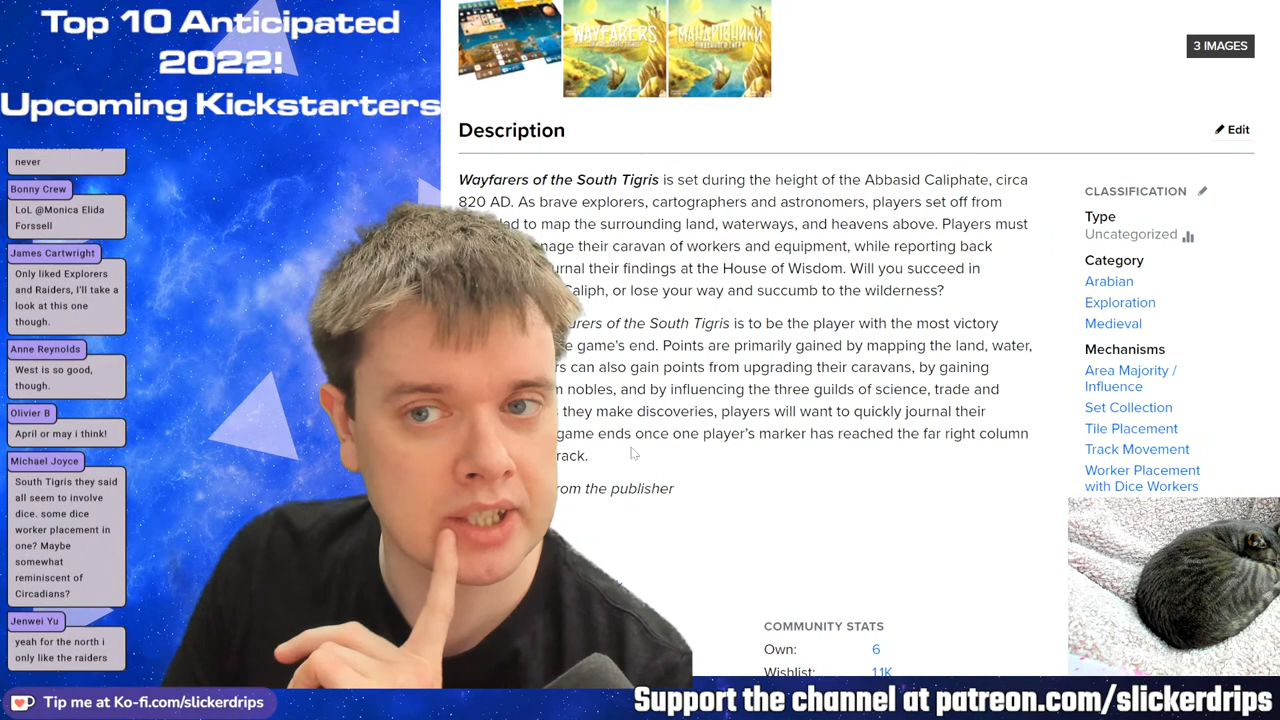 Top 10 Anticipated
2022!
Upcoming Kickstarters
never
Bonny Crew
LoL @Monica Elida
Forssell
James Cartwright
Only liked Explorers
and Raiders, I'll take a
look at this one
though.
Anne Reynolds
West is so good,
though.
Olivier B
April or may i think!
Michael Joyce
South Tigris they said
all seem to involve
dice. some dice
worker placement in
one? Maybe
somewhat
reminiscent of
Circadians?
Jenwei Yu
yeah for the north i
only like the raiders
WAYFARERS
МАНДРІВНИКИ
3 IMAGES
Description
Edit
Wayfarers of the South Tigris is set during the height of the Abbasid Caliphate, circa
820 AD. As brave explorers, cartographers and astronomers, players set off from
to map the surrounding land, waterways, and heavens above. Players must
their caravan of workers and equipment, while reporting back
their findings at the House of Wisdom. Will you succeed in
Caliph, or lose your way and succumb to the wilderness?
of the South Tigris is to be the player with the most victory
game's end. Points are primarily gained by mapping the land, water,
can also gain points from upgrading their caravans, by gaining
nobles, and by influencing the three guilds of science, trade and
they make discoveries, players will want to quickly journal their
game ends once one player's marker has reached the far right column
the publisher
CLASSIFICATION
Type
Uncategorized
Category
Arabian
Exploration
Medieval
Mechanisms
Area Majority /
Influence
Set Collection
Tile Placement
Track Movement
Worker Placement
with Dice Workers
COMMUNITY STATS
Own: 6
Wishlist: 1.1K
Tip me at Ko-fi.com/slickerdrips
Support the channel at patreon.com/slickerdrips